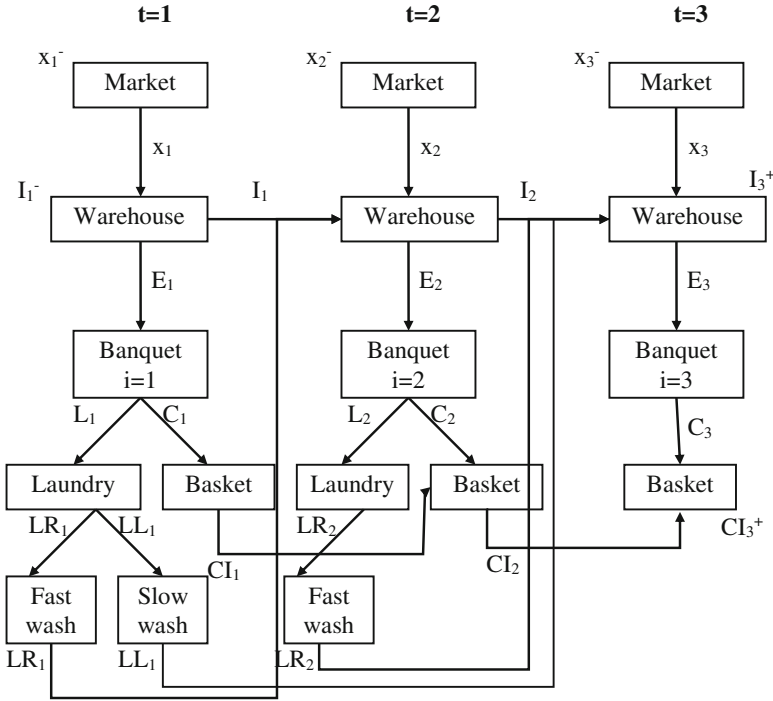 t=1 t=2 t=3
x₁⁻ x₂⁻ x₃⁻
Market Market Market
x₁ x₂ x₃
I₁⁻ I₁ I₂ I₃⁺
Warehouse Warehouse Warehouse
E₁ E₂ E₃
Banquet Banquet Banquet
i=1 i=2 i=3
L₁ C₁ L₂ C₂ C₃
Laundry Basket Laundry Basket Basket
LR₁ LL₁ LR₂ CI₃⁺
CI₁ CI₂
Fast Slow Fast
wash wash wash
LR₁ LL₁ LR₂